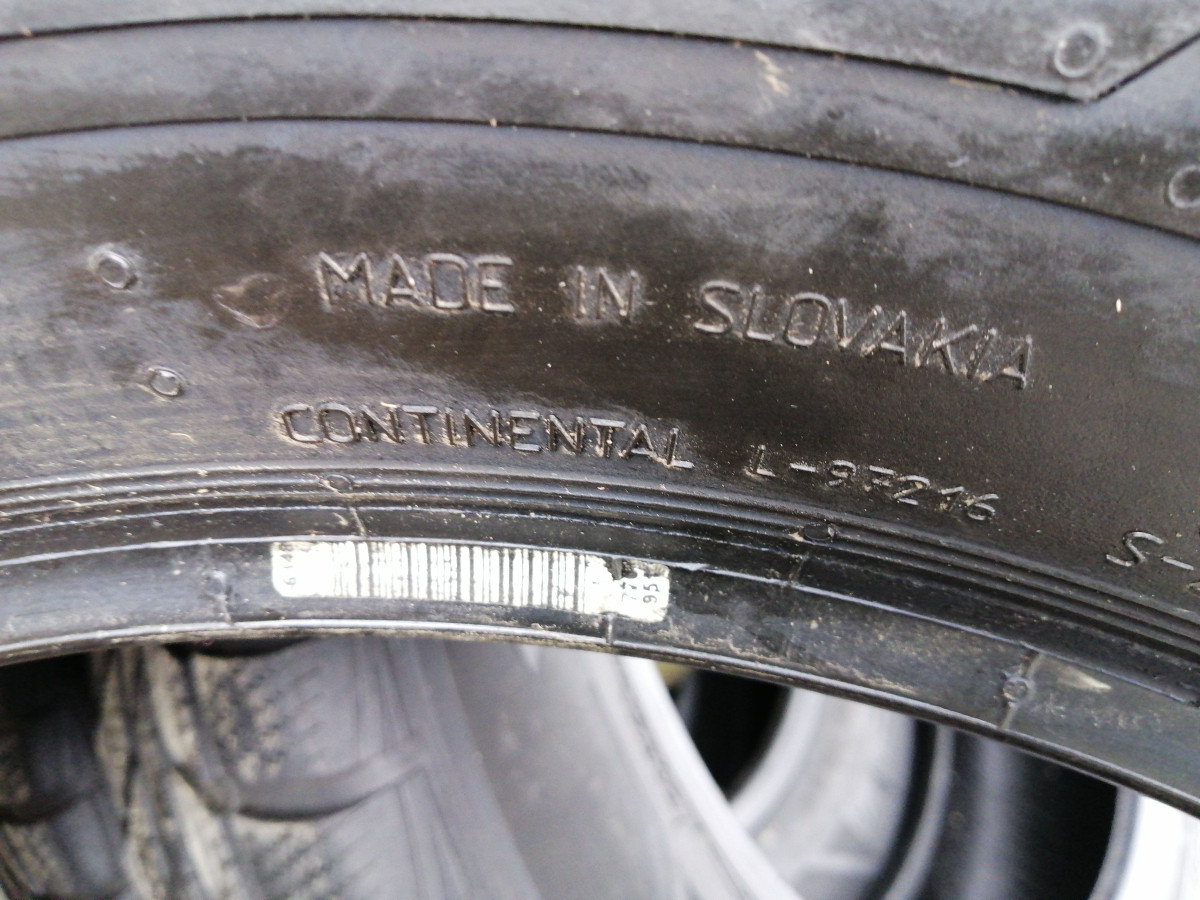 MADE IN SLOVAKIA
CONTINENTAL L-97216
S-